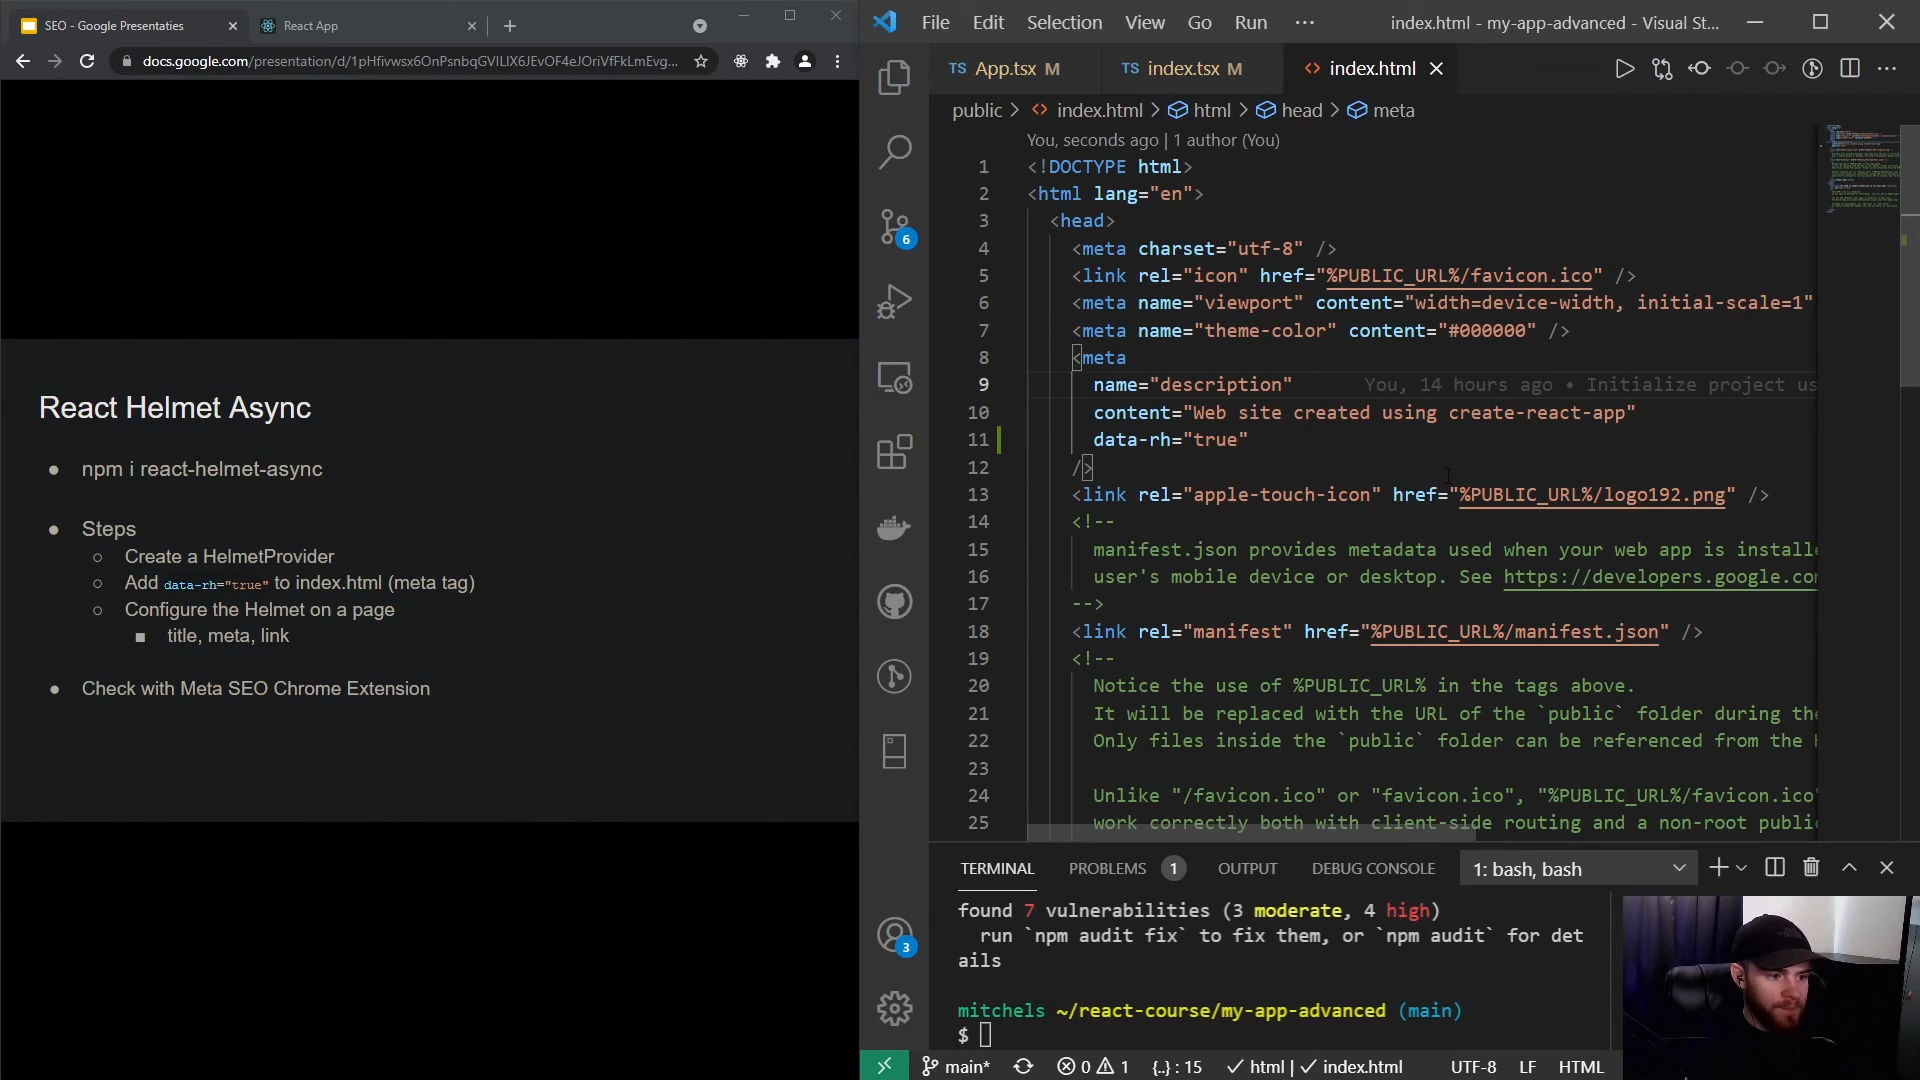 SEO - Google Presentaties
React App
docs.google.com/presentation/d/1pHfivwsx6OnPsnbqGVILlX6JEvOF4eJOriVfFkLmEvg...
React Helmet Async
npm i react-helmet-async
Steps
Create a HelmetProvider
Add data-rh="true" to index.html (meta tag)
Configure the Helmet on a page
title, meta, link
Check with Meta SEO Chrome Extension
File Edit Selection View Go Run ···
index.html - my-app-advanced - Visual St...
TS App.tsx M
TS index.tsx M
<> index.html
public > <> index.html > html > head > meta
You, seconds ago | 1 author (You)
1 <!DOCTYPE html>
2 <html lang="en">
3 <head>
4 <meta charset="utf-8" />
5 <link rel="icon" href="%PUBLIC_URL%/favicon.ico" />
6 <meta name="viewport" content="width=device-width, initial-scale=1"
7 <meta name="theme-color" content="#000000" />
8 <meta
9 name="description" You, 14 hours ago • Initialize project us
10 content="Web site created using create-react-app"
11 data-rh="true"
12 />
13 <link rel="apple-touch-icon" href="%PUBLIC_URL%/logo192.png" />
14 <!--
15 manifest.json provides metadata used when your web app is install
16 user's mobile device or desktop. See https://developers.google.co
17 -->
18 <link rel="manifest" href="%PUBLIC_URL%/manifest.json" />
19 <!--
20 Notice the use of %PUBLIC_URL% in the tags above.
21 It will be replaced with the URL of the `public` folder during the
22 Only files inside the `public` folder can be referenced from the
23
24 Unlike "/favicon.ico" or "favicon.ico", "%PUBLIC_URL%/favicon.ico"
25 work correctly both with client-side routing and a non-root publi
6
3
TERMINAL PROBLEMS 1 OUTPUT DEBUG CONSOLE 1: bash, bash
found 7 vulnerabilities (3 moderate, 4 high)
run `npm audit fix` to fix them, or `npm audit` for det
ails
mitchels ~/react-course/my-app-advanced (main)
$
main* 0 1 {..} : 15 ✓ html | ✓ index.html UTF-8 LF HTML